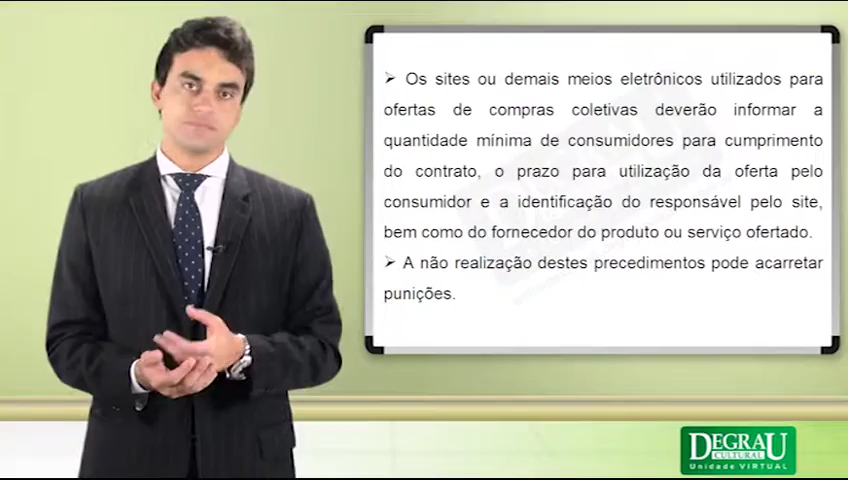 ➢ Os sites ou demais meios eletrônicos utilizados para
ofertas de compras coletivas deverão informar a
quantidade mínima de consumidores para cumprimento
do contrato, o prazo para utilização da oferta pelo
consumidor e a identificação do responsável pelo site,
bem como do fornecedor do produto ou serviço ofertado.
➢ A não realização destes precedimentos pode acarretar
punições.
DEGRAU
CULTURAL
Unidade VIRTUAL